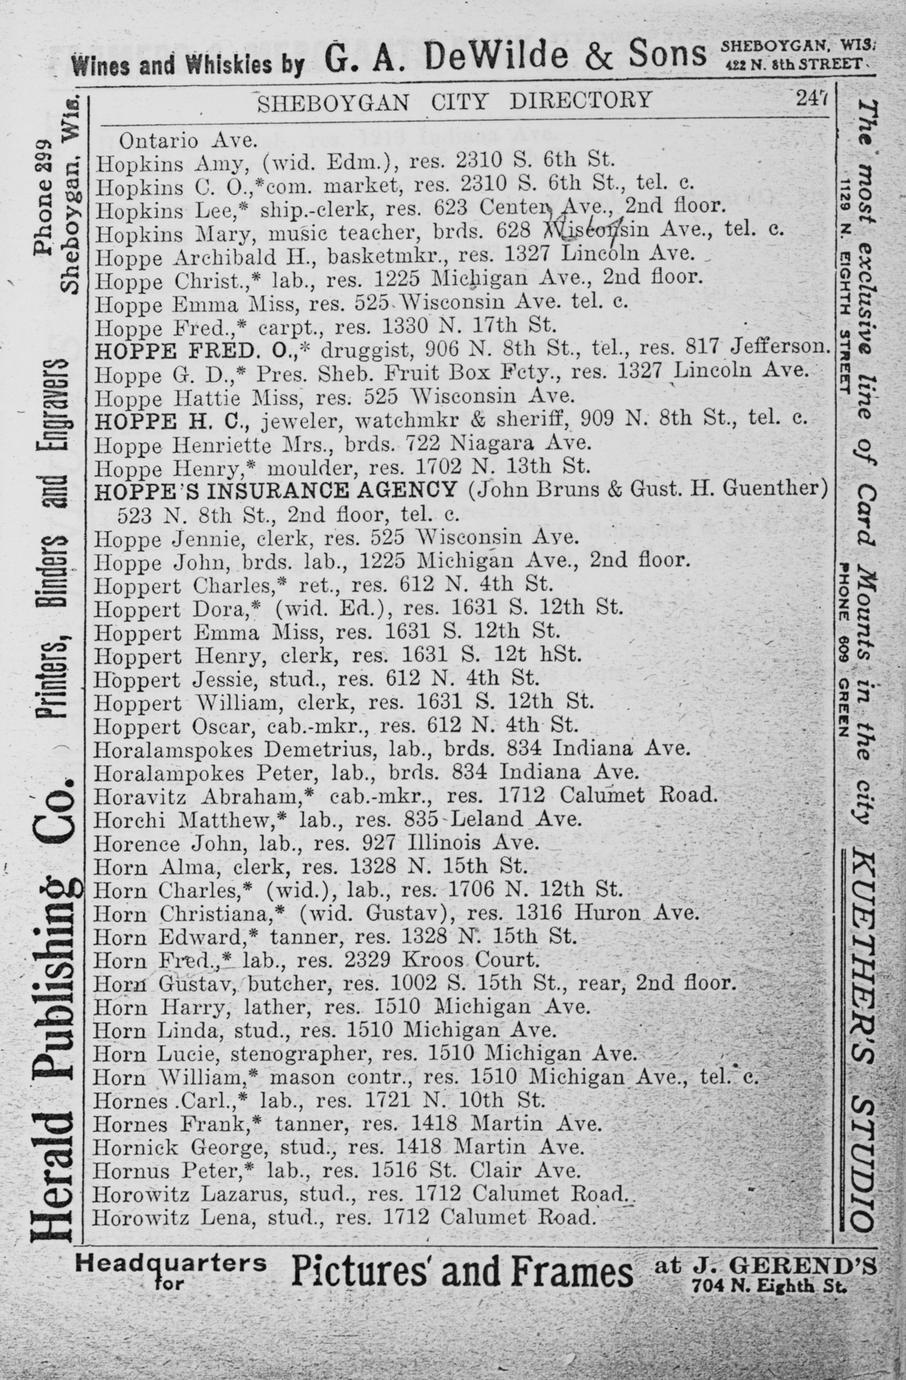 Wines and Whiskies by G. A. DeWilde & Sons SHEBOYGAN, WIS.
422 N. 8th STREET
SHEBOYGAN CITY DIRECTORY 247
Ontario Ave.
Hopkins Amy, (wid. Edm.), res. 2310 S. 6th St.
Hopkins C. O.,*com. market, res. 2310 S. 6th St., tel. c.
Hopkins Lee,* ship.-clerk, res. 623 Center Ave., 2nd floor.
Hopkins Mary, music teacher, brds. 628 Wisconsin Ave., tel. c.
Hoppe Archibald H., basketmkr., res. 1327 Lincoln Ave.
Hoppe Christ.,* lab., res. 1225 Michigan Ave., 2nd floor.
Hoppe Emma Miss, res. 525 Wisconsin Ave. tel. c.
Hoppe Fred.,* carpt., res. 1330 N. 17th St.
HOPPE FRED. O.,* druggist, 906 N. 8th St., tel., res. 817 Jefferson.
Hoppe G. D.,* Pres. Sheb. Fruit Box Fcty., res. 1327 Lincoln Ave.
Hoppe Hattie Miss, res. 525 Wisconsin Ave.
HOPPE H. C., jeweler, watchmkr & sheriff, 909 N. 8th St., tel. c.
Hoppe Henriette Mrs., brds. 722 Niagara Ave.
Hoppe Henry,* moulder, res. 1702 N. 13th St.
HOPPE'S INSURANCE AGENCY (John Bruns & Gust. H. Guenther)
523 N. 8th St., 2nd floor, tel. c.
Hoppe Jennie, clerk, res. 525 Wisconsin Ave.
Hoppe John, brds. lab., 1225 Michigan Ave., 2nd floor.
Hoppert Charles,* ret., res. 612 N. 4th St.
Hoppert Dora,* (wid. Ed.), res. 1631 S. 12th St.
Hoppert Emma Miss, res. 1631 S. 12th St.
Hoppert Henry, clerk, res. 1631 S. 12t hSt.
Hoppert Jessie, stud., res. 612 N. 4th St.
Hoppert William, clerk, res. 1631 S. 12th St.
Hoppert Oscar, cab.-mkr., res. 612 N. 4th St.
Horalamspokes Demetrius, lab., brds. 834 Indiana Ave.
Horalampokes Peter, lab., brds. 834 Indiana Ave.
Horavitz Abraham,* cab.-mkr., res. 1712 Calumet Road.
Horchi Matthew,* lab., res. 835 Leland Ave.
Horence John, lab., res. 927 Illinois Ave.
Horn Alma, clerk, res. 1328 N. 15th St.
Horn Charles,* (wid.), lab., res. 1706 N. 12th St.
Horn Christiana,* (wid. Gustav), res. 1316 Huron Ave.
Horn Edward,* tanner, res. 1328 N. 15th St.
Horn Fred.,* lab., res. 2329 Kroos Court.
Horn Gustav, butcher, res. 1002 S. 15th St., rear, 2nd floor.
Horn Harry, lather, res. 1510 Michigan Ave.
Horn Linda, stud., res. 1510 Michigan Ave.
Horn Lucie, stenographer, res. 1510 Michigan Ave.
Horn William,* mason contr., res. 1510 Michigan Ave., tel. c.
Hornes Carl.,* lab., res. 1721 N. 10th St.
Hornes Frank,* tanner, res. 1418 Martin Ave.
Hornick George, stud., res. 1418 Martin Ave.
Hornus Peter,* lab., res. 1516 St. Clair Ave.
Horowitz Lazarus, stud., res. 1712 Calumet Road.
Horowitz Lena, stud., res. 1712 Calumet Road.
Herald Publishing Co. Printers, Binders and Engravers Phone 299
Sheboygan, Wis.
The most exclusive line of Card Mounts in the city KUETHER'S STUDIO
1129 N. EIGHTH STREET PHONE 609 GREEN
Headquarters for Pictures and Frames at J. GEREND'S
704 N. Eighth St.